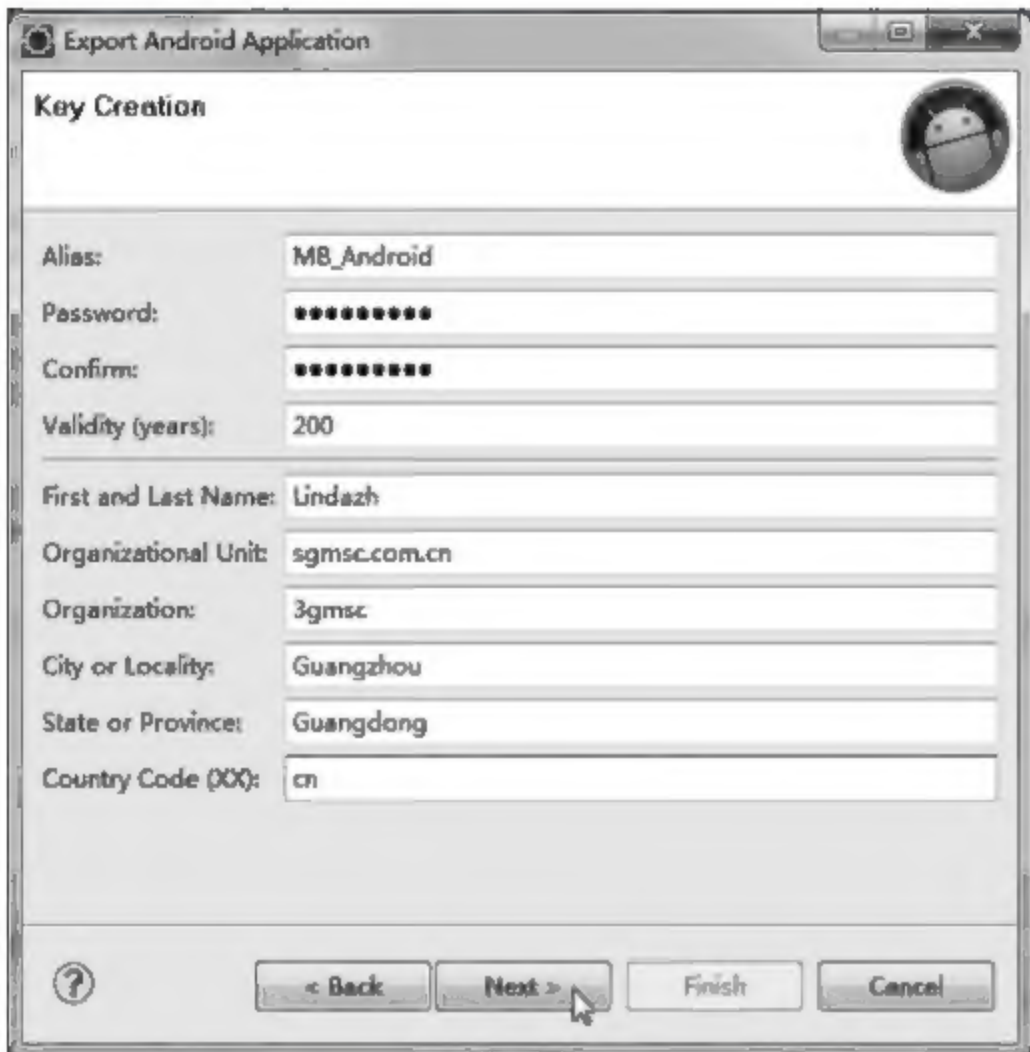 Export Android Application
Key Creation
Alias: MB_Android
Password: •••••••••
Confirm: •••••••••
Validity (years): 200
First and Last Name: Lindazh
Organizational Unit: sgmsc.com.cn
Organization: 3gmsc
City or Locality: Guangzhou
State or Province: Guangdong
Country Code (XX): cn
?
< Back Next > Finish Cancel